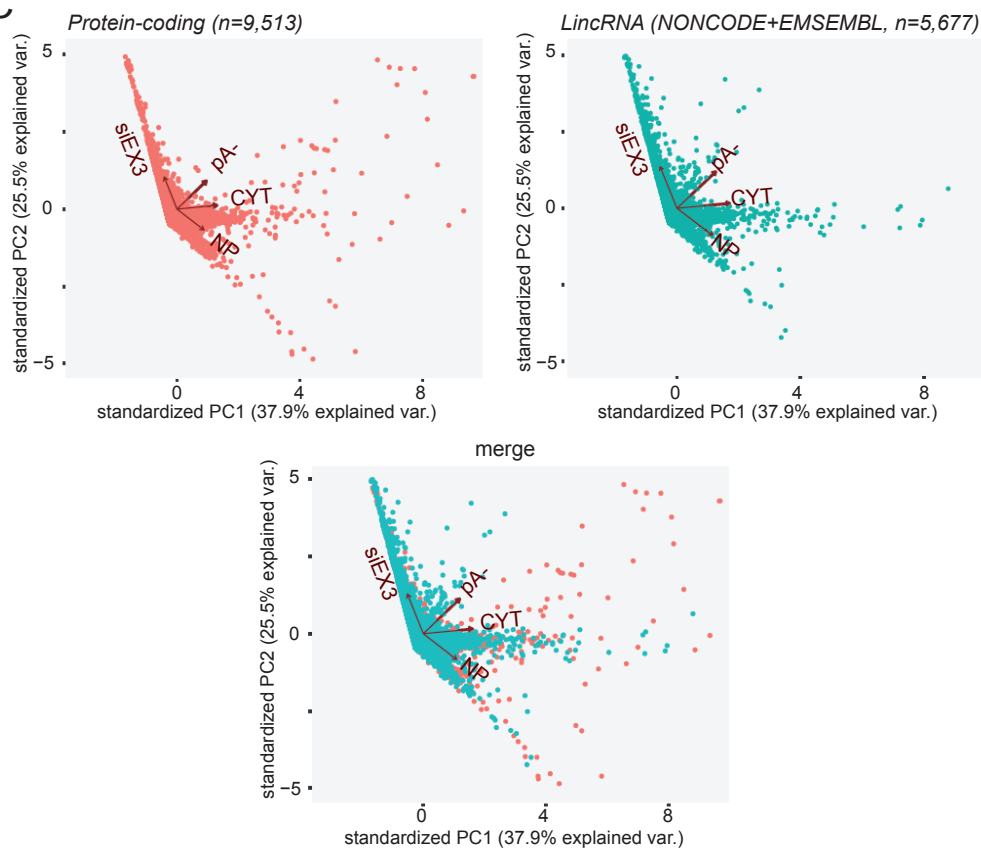 Protein-coding (n=9,513)
5
0
−5
standardized PC2 (25.5% explained var.)
siEX3
pA-
CYT
NP
0 4 8
standardized PC1 (37.9% explained var.)
LincRNA (NONCODE+EMSEMBL, n=5,677)
5
0
−5
standardized PC2 (25.5% explained var.)
siEX3
pA-
CYT
NP
0 4 8
standardized PC1 (37.9% explained var.)
merge
5
0
−5
standardized PC2 (25.5% explained var.)
siEX3
pA-
CYT
NP
0 4 8
standardized PC1 (37.9% explained var.)